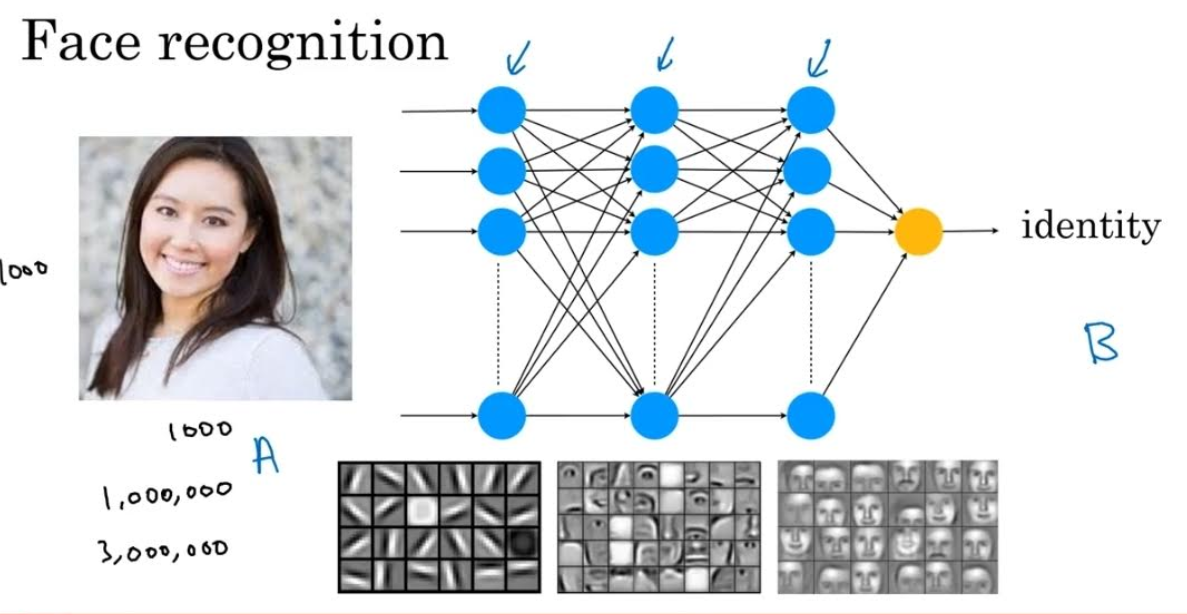 Face recognition
1000
identity
B
1000
A
1,000,000
3,000,000